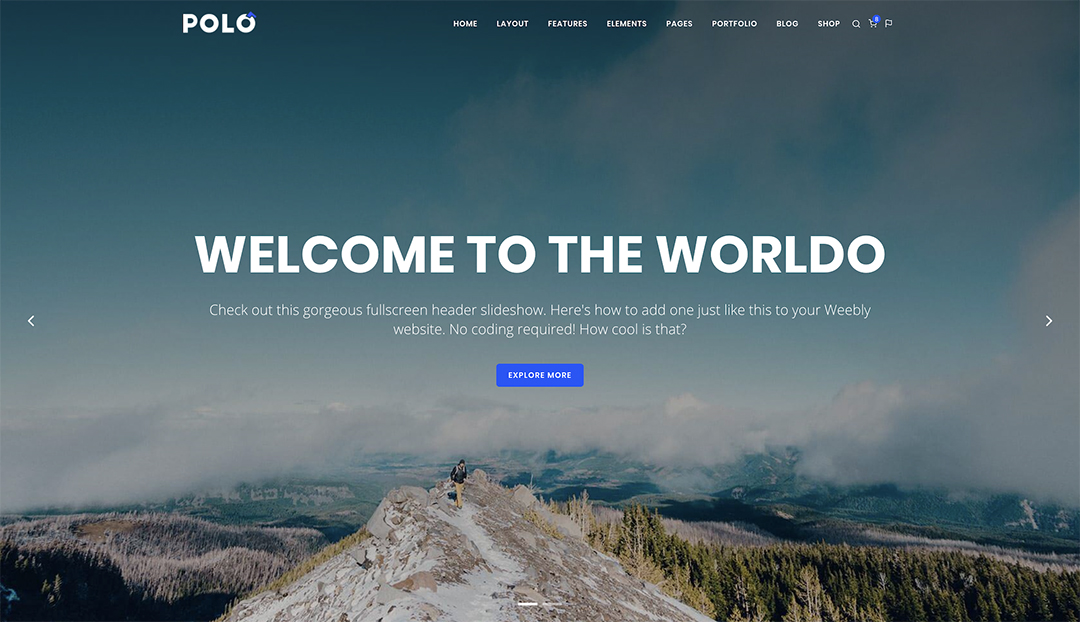 POLO
HOME LAYOUT FEATURES ELEMENTS PAGES PORTFOLIO BLOG SHOP
WELCOME TO THE WORLDO
Check out this gorgeous fullscreen header slideshow. Here's how to add one just like this to your Weebly
website. No coding required! How cool is that?
EXPLORE MORE